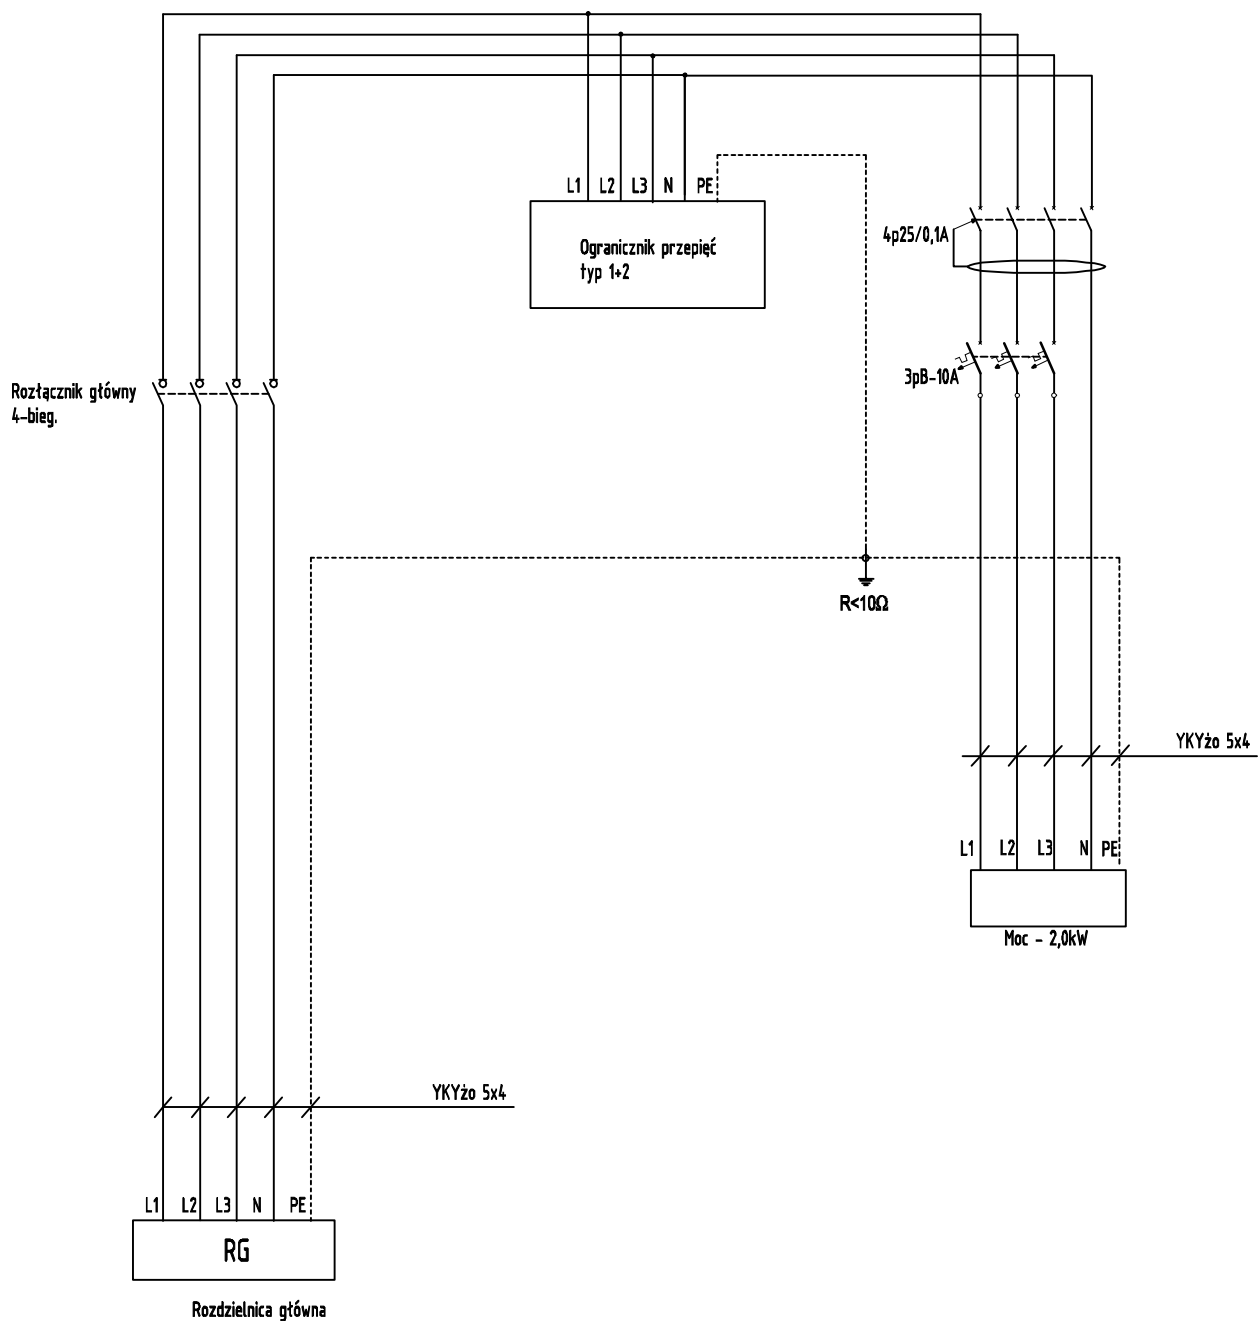 L1 L2 L3 N PE
Ogranicznik przepięć
typ 1+2
4p25/0,1A
3pB-10A
Rozłącznik główny
4-bieg.
R<10Ω
YKYżo 5x4
L1 L2 L3 N PE
Moc - 2,0kW
YKYżo 5x4
L1 L2 L3 N PE
RG
Rozdzielnica główna